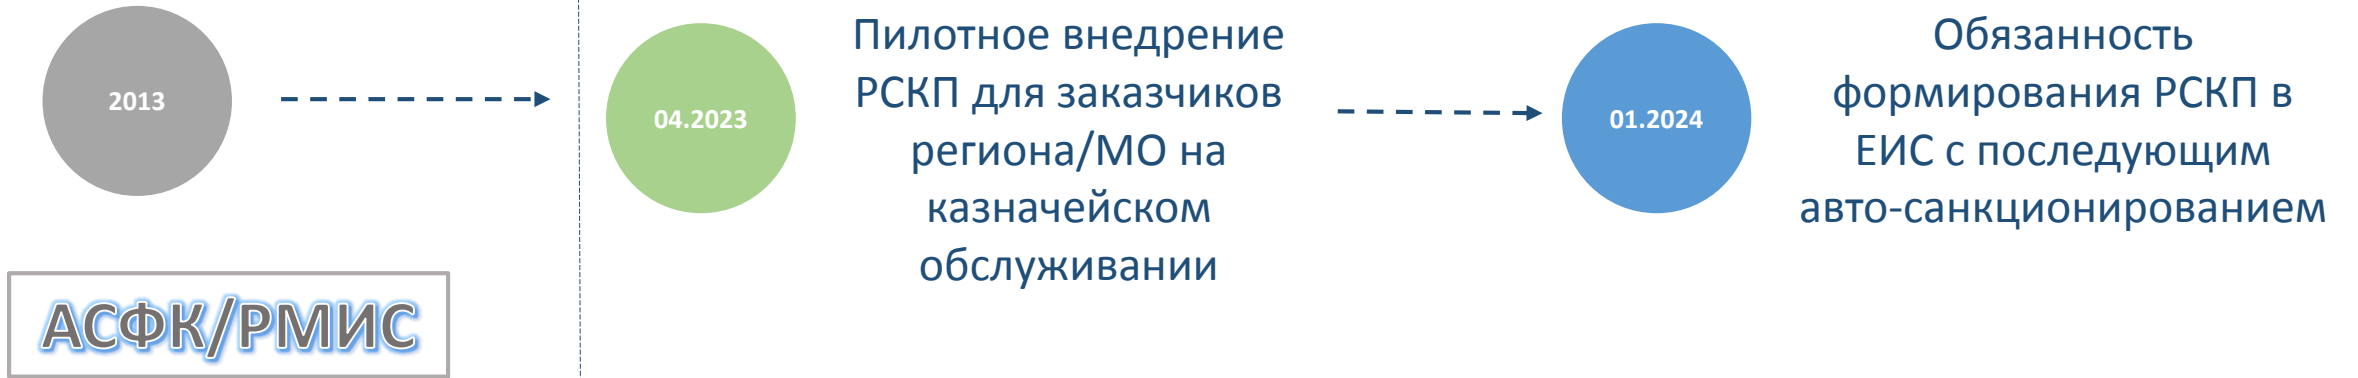 2013
АСФК/РМИС
04.2023
Пилотное внедрение
РСКП для заказчиков
региона/МО на
казначейском
обслуживании
01.2024
Обязанность
формирования РСКП в
ЕИС с последующим
авто-санкционированием